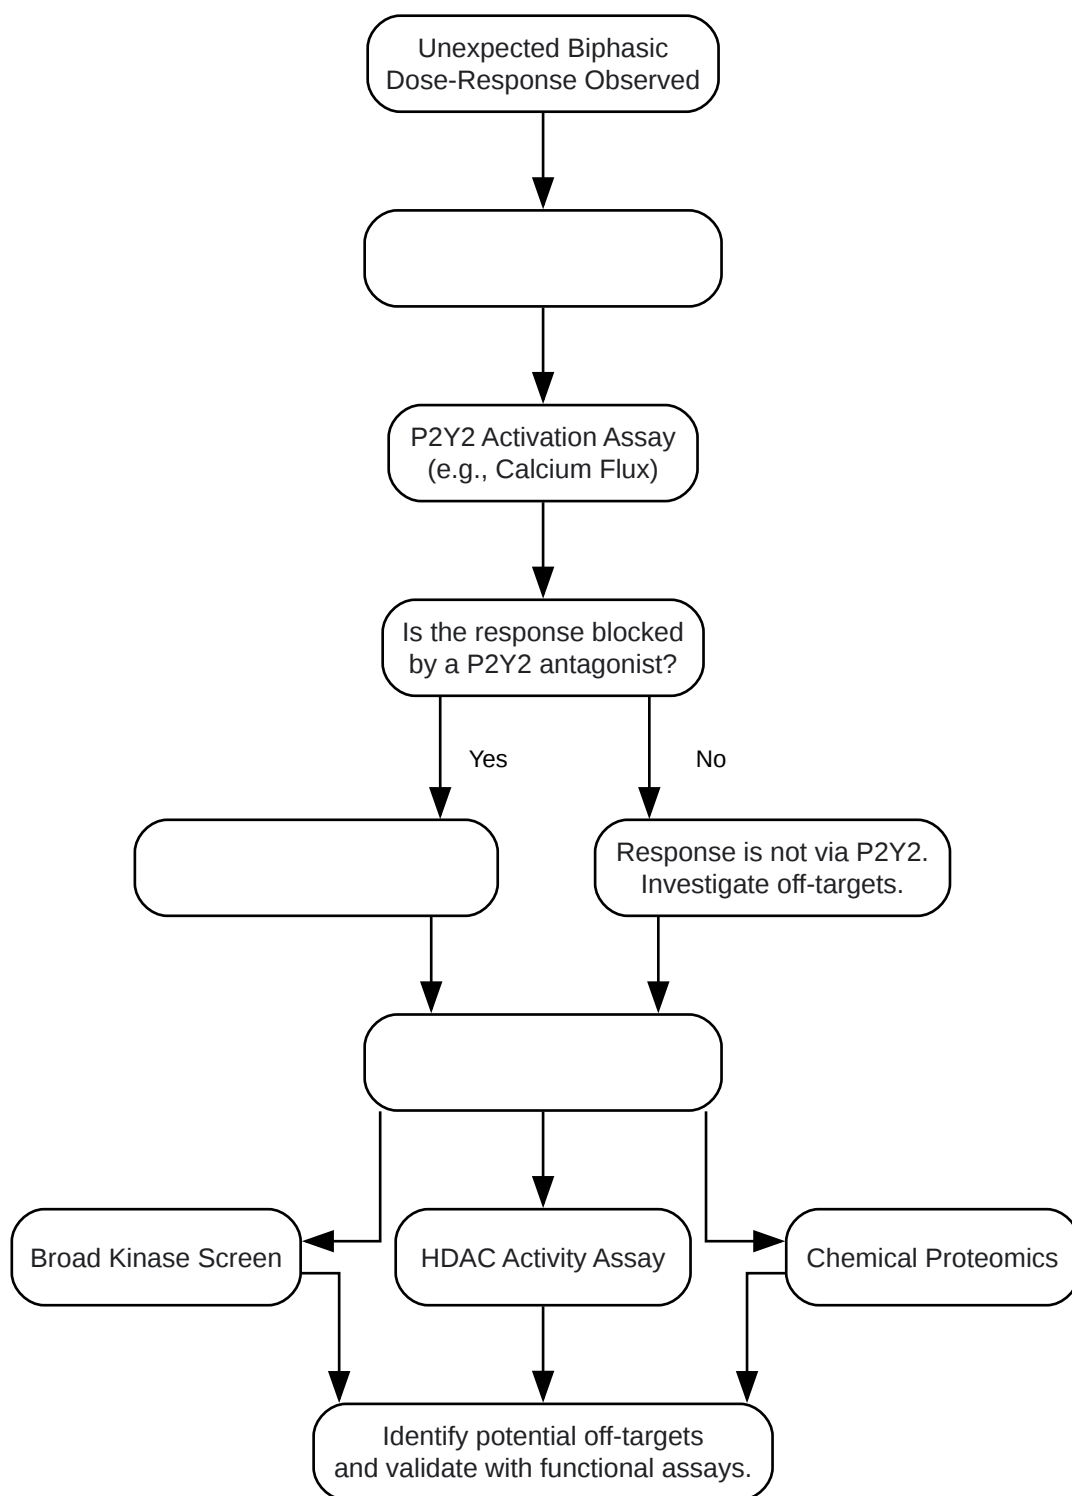 Unexpected Biphasic
Dose-Response Observed
P2Y2 Activation Assay
(e.g., Calcium Flux)
Is the response blocked
by a P2Y2 antagonist?
Yes
No
Response is not via P2Y2.
Investigate off-targets.
Broad Kinase Screen
HDAC Activity Assay
Chemical Proteomics
Identify potential off-targets
and validate with functional assays.